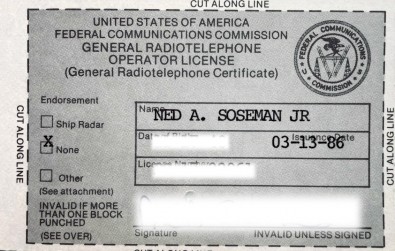 CUT ALONG LINE
UNITED STATES OF AMERICA
FEDERAL COMMUNICATIONS COMMISSION
GENERAL RADIOTELEPHONE
OPERATOR LICENSE
(General Radiotelephone Certificate)
FEDERAL COMMUNICATIONS COMMISSION
CUT ALONG LINE
CUT ALONG LINE
Endorsement
Ship Radar
X None
Other
(See attachment)
INVALID IF MORE
THAN ONE BLOCK
PUNCHED
(SEE OVER)
Name
NED A. SOSEMAN JR
Issuance Date
03-13-86
Signature
INVALID UNLESS SIGNED